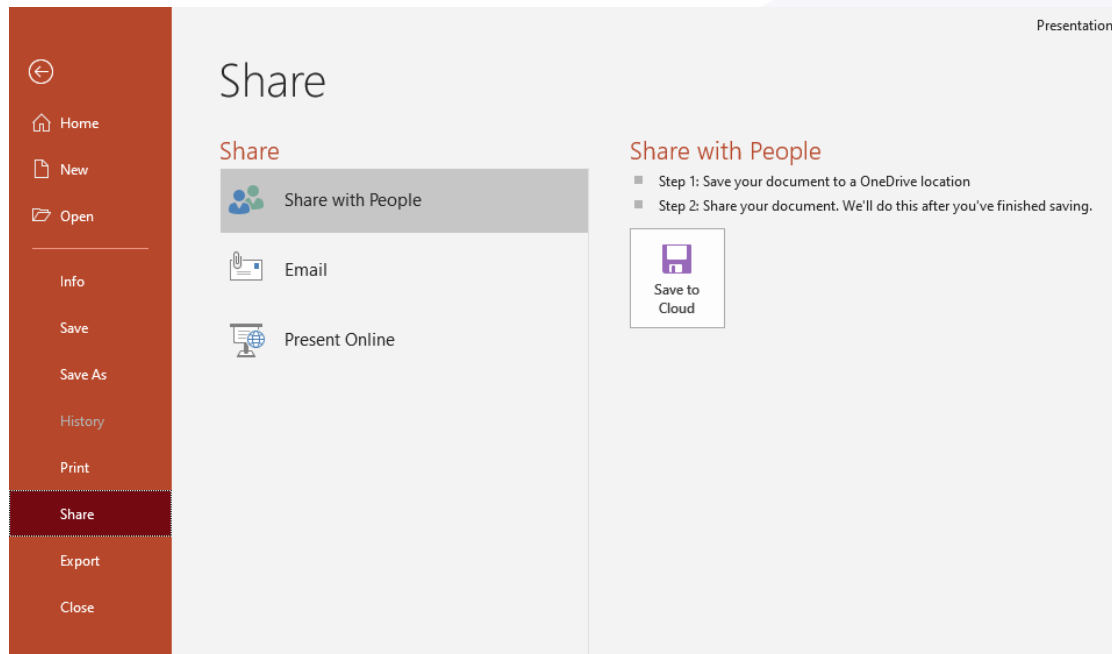 Presentation
Share
Home
New
Open
Info
Save
Save As
History
Print
Share
Export
Close
Share
Share with People
Email
Present Online
Share with People
Step 1: Save your document to a OneDrive location
Step 2: Share your document. We'll do this after you've finished saving.
Save to
Cloud